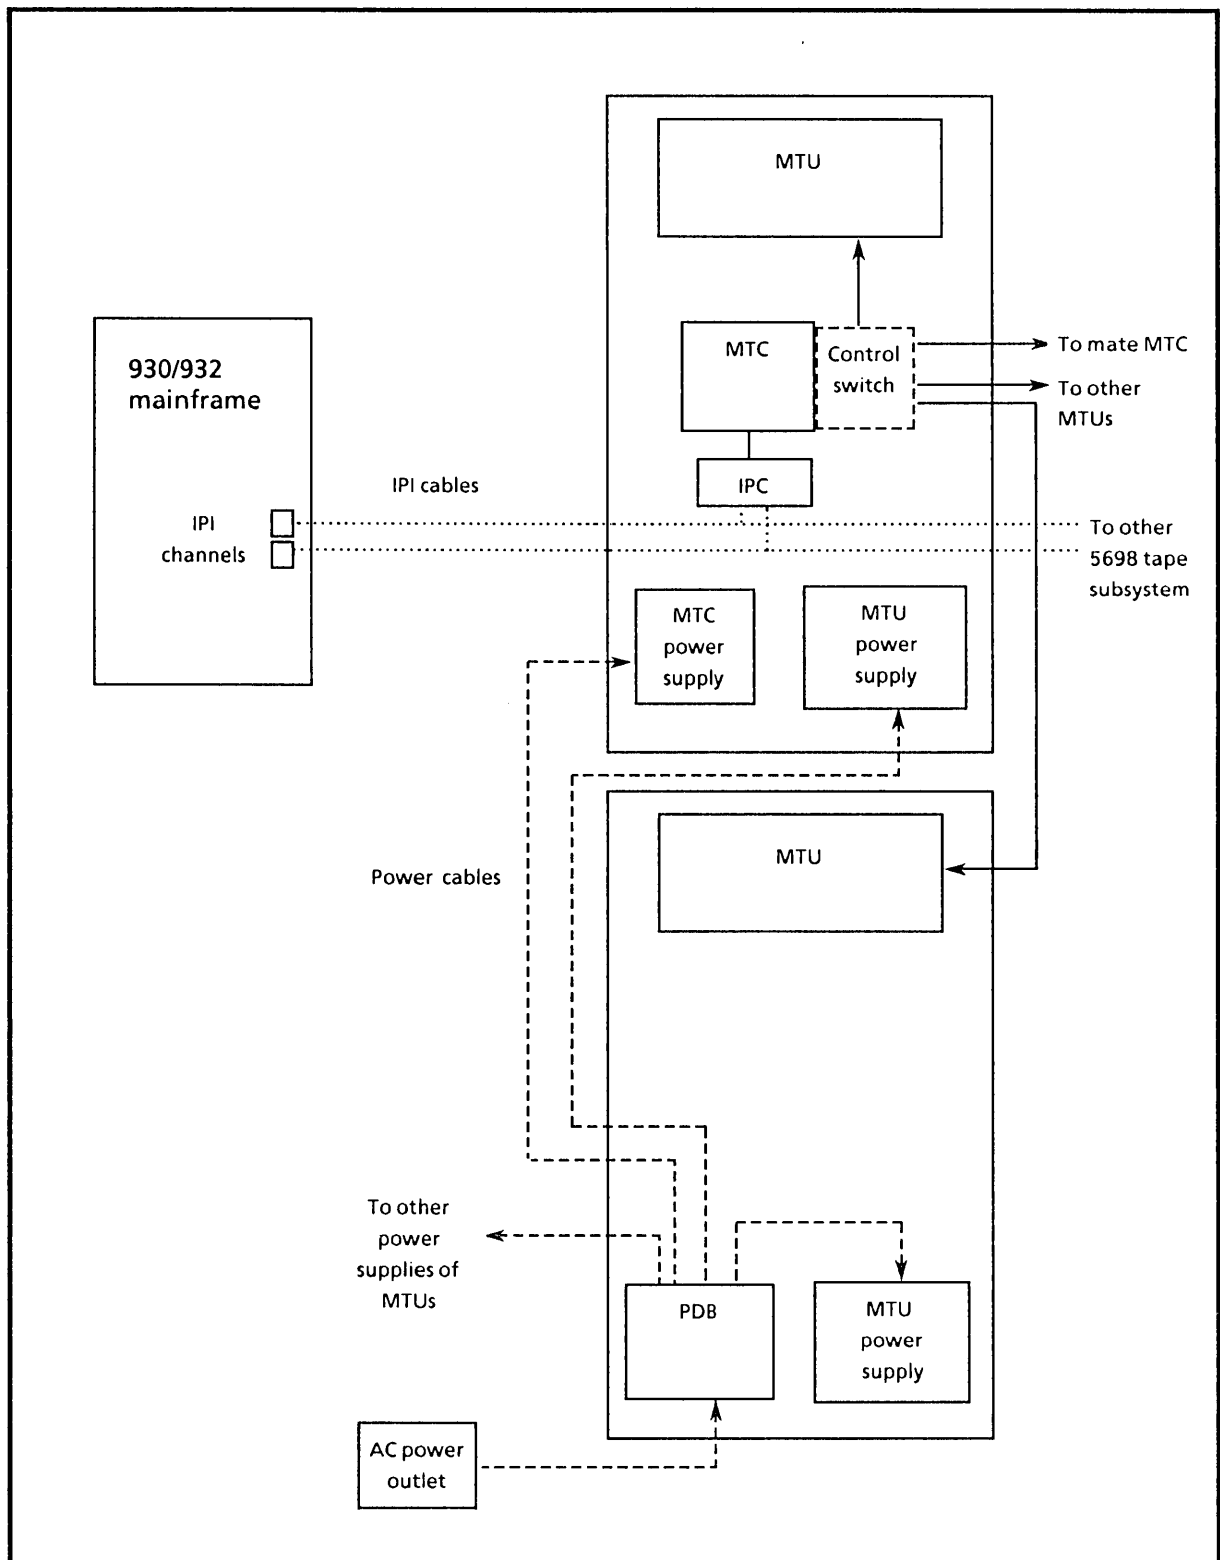 MTU
MTC
Control
switch
To mate MTC
To other
MTUs
930/932
mainframe
IPI cables
IPC
IPI
channels
To other
5698 tape
subsystem
MTC
power
supply
MTU
power
supply
MTU
Power cables
To other
power
supplies of
MTUs
PDB
MTU
power
supply
AC power
outlet